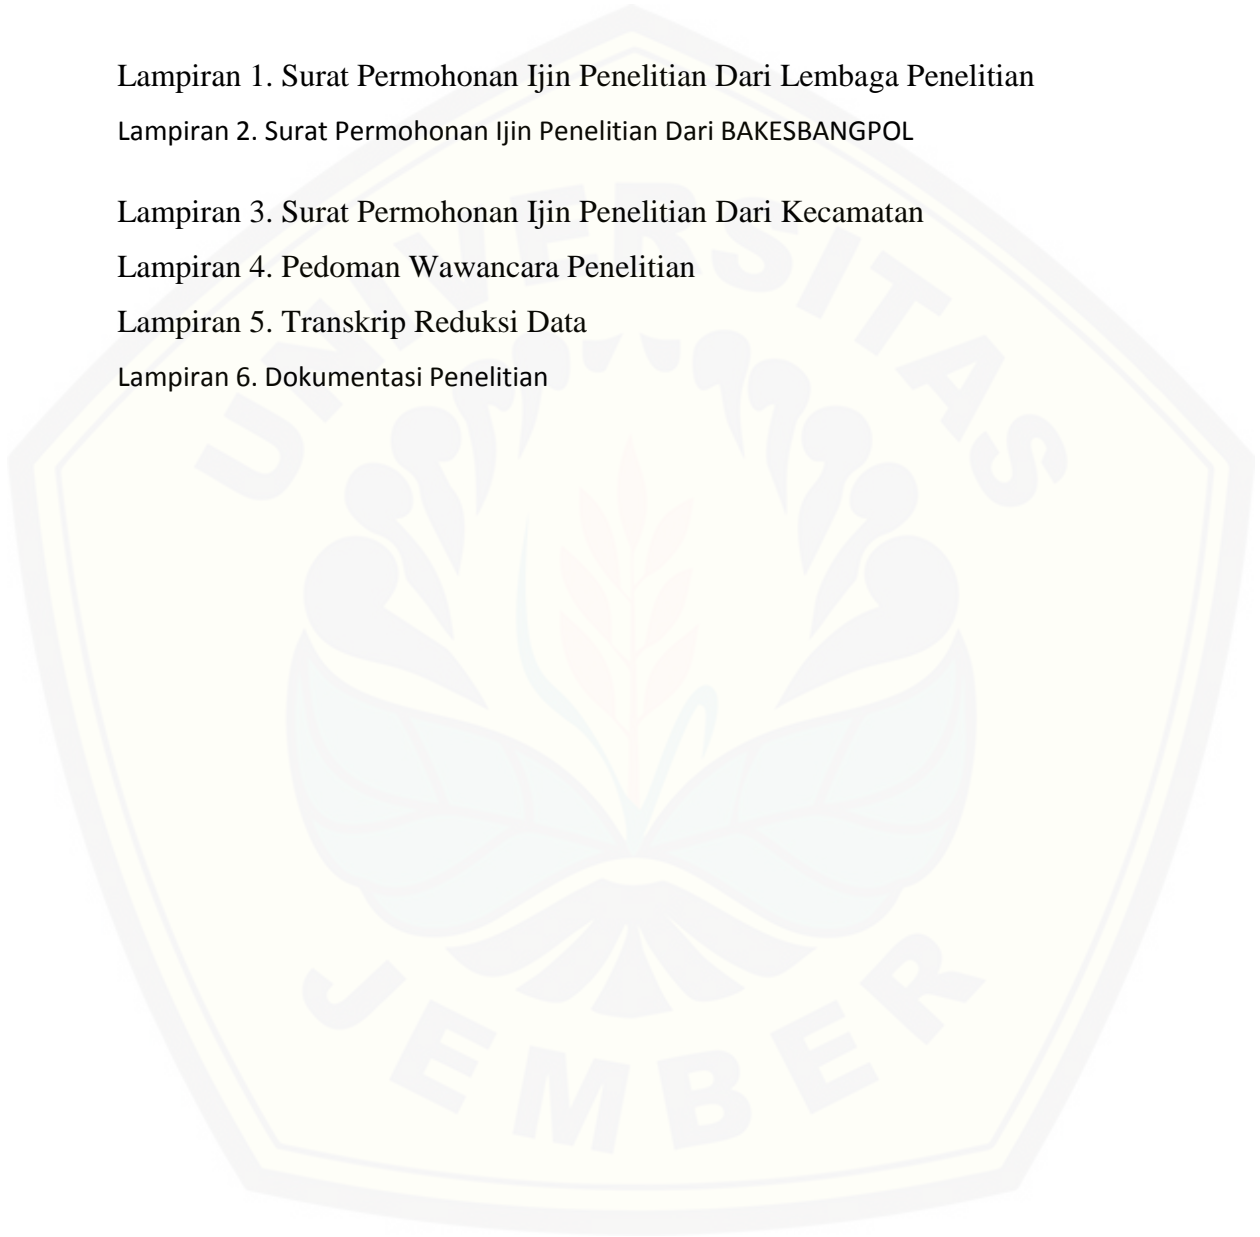 Lampiran 1. Surat Permohonan Ijin Penelitian Dari Lembaga Penelitian
Lampiran 2. Surat Permohonan Ijin Penelitian Dari BAKESBANGPOL
Lampiran 3. Surat Permohonan Ijin Penelitian Dari Kecamatan
Lampiran 4. Pedoman Wawancara Penelitian
Lampiran 5. Transkrip Reduksi Data
Lampiran 6. Dokumentasi Penelitian
UNIVERSITAS
JEMBER